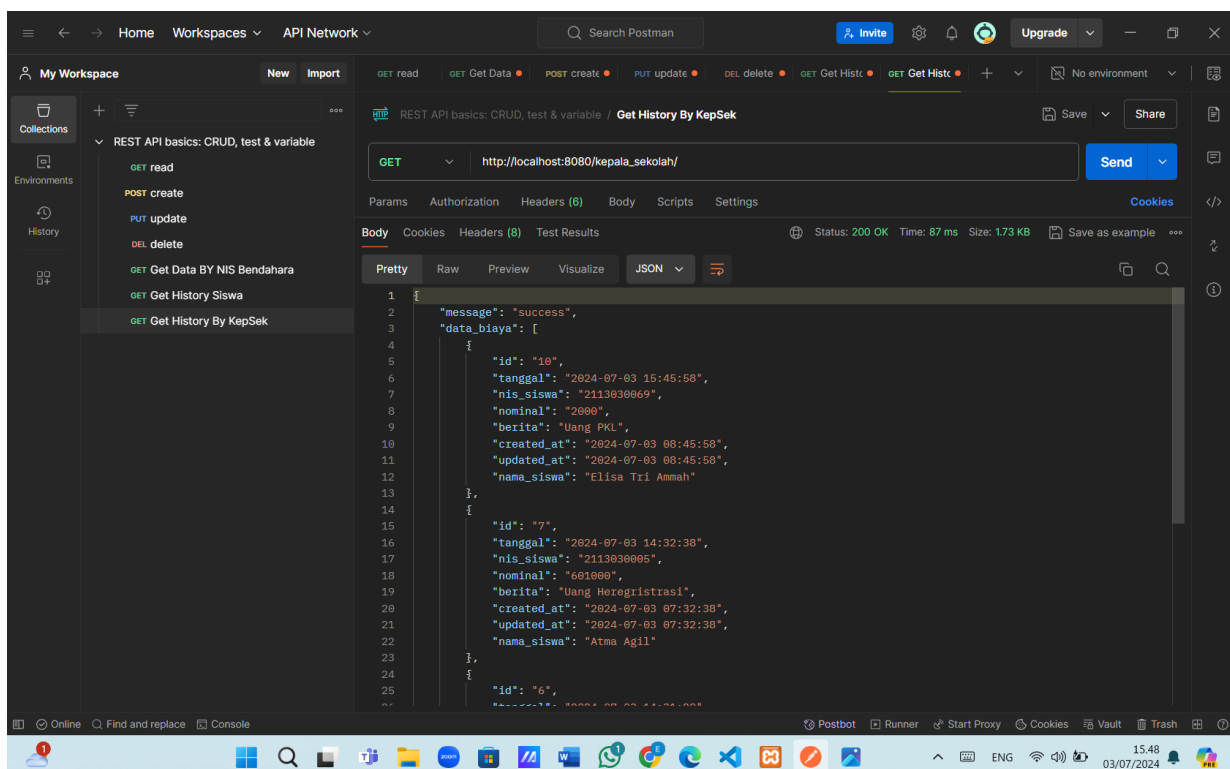 Home Workspaces API Network Search Postman Invite Upgrade
My Workspace New Import GET read GET Get Data POST create PUT update DEL delete GET Get Histc GET Get Histc No environment
Collections
Environments
History
REST API basics: CRUD, test & variable
GET read
POST create
PUT update
DEL delete
GET Get Data BY NIS Bendahara
GET Get History Siswa
GET Get History By KepSek
HTTP REST API basics: CRUD, test & variable / Get History By KepSek Save Share
GET http://localhost:8080/kepala_sekolah/ Send
Params Authorization Headers (6) Body Scripts Settings Cookies
Body Cookies Headers (8) Test Results Status: 200 OK Time: 87 ms Size: 1.73 KB Save as example
Pretty Raw Preview Visualize JSON
1 {
2 "message": "success",
3 "data_biaya": [
4 {
5 "id": "10",
6 "tanggal": "2024-07-03 15:45:58",
7 "nis_siswa": "2113030069",
8 "nominal": "2000",
9 "berita": "Uang PKL",
10 "created_at": "2024-07-03 08:45:58",
11 "updated_at": "2024-07-03 08:45:58",
12 "nama_siswa": "Elisa Tri Ammah"
13 },
14 {
15 "id": "7",
16 "tanggal": "2024-07-03 14:32:38",
17 "nis_siswa": "2113030005",
18 "nominal": "601000",
19 "berita": "Uang Heregristrasi",
20 "created_at": "2024-07-03 07:32:38",
21 "updated_at": "2024-07-03 07:32:38",
22 "nama_siswa": "Atma Agil"
23 },
24 {
25 "id": "6",
Online Find and replace Console Postbot Runner Start Proxy Cookies Vault Trash
1 zoom ENG 15.48
03/07/2024 PRE